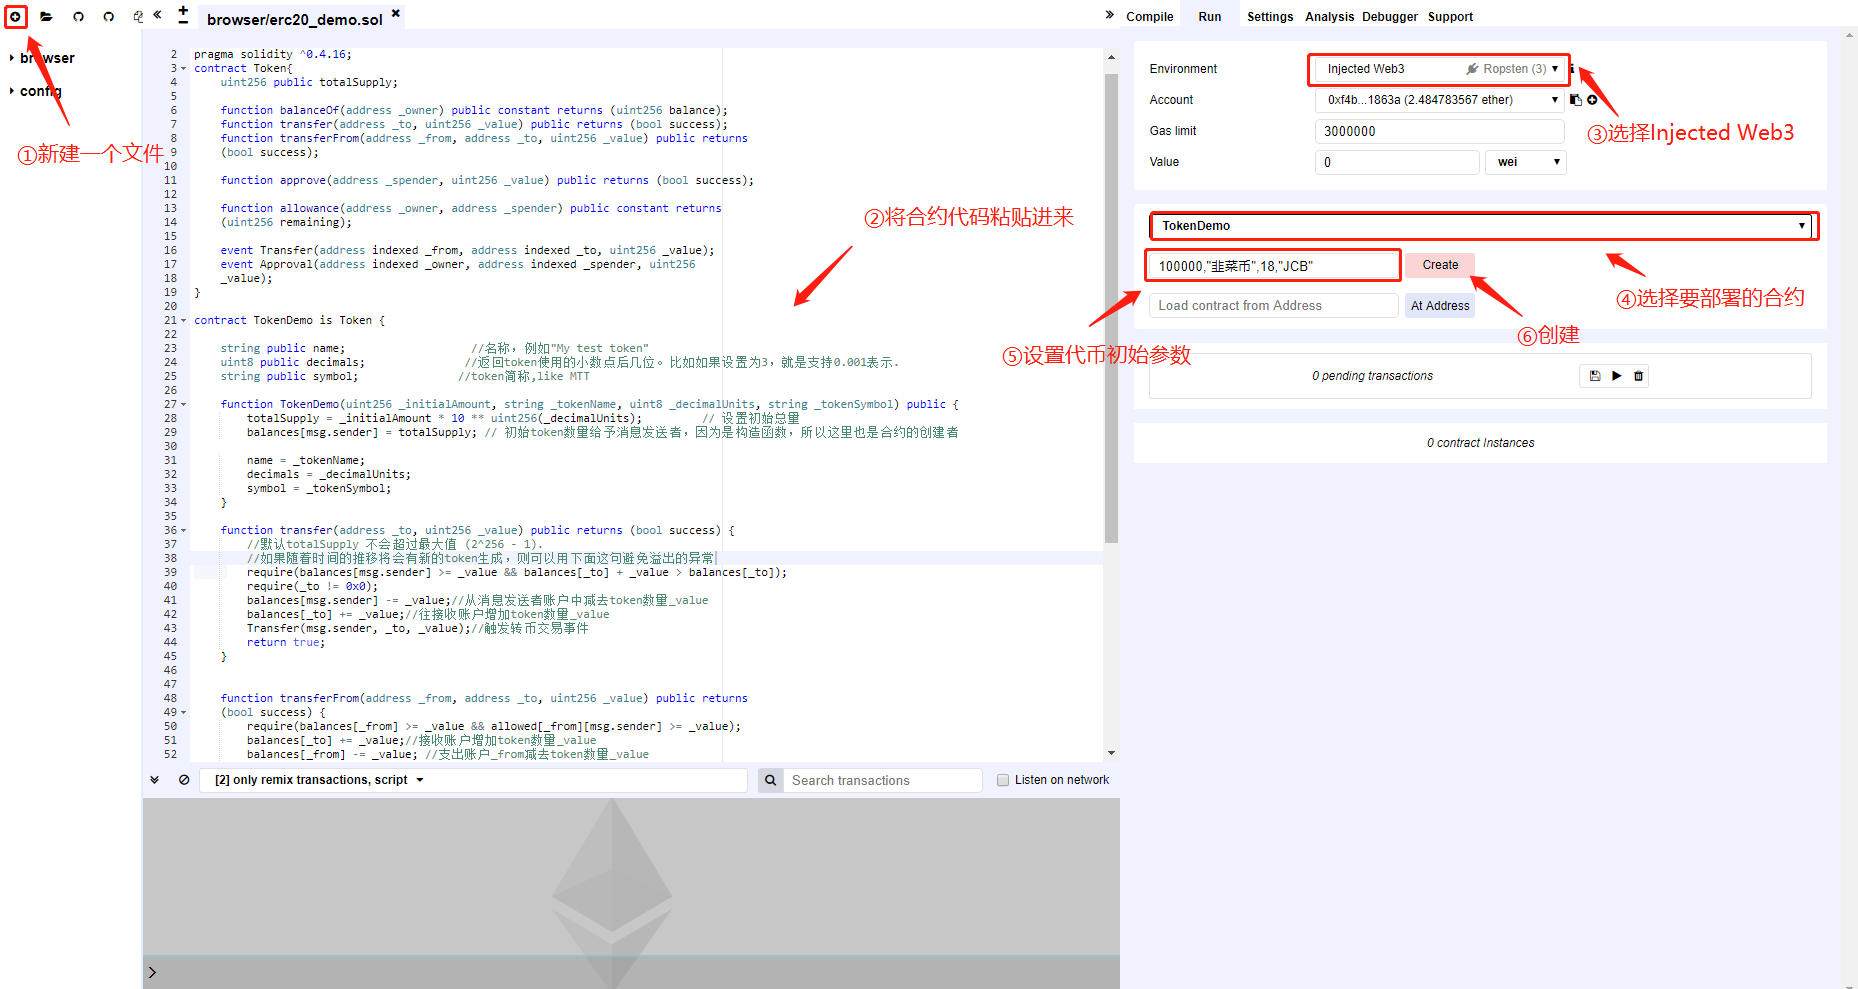 browser/erc20_demo.sol
Compile Run Settings Analysis Debugger Support
browser
config
①新建一个文件
2 pragma solidity ^0.4.16;
3 contract Token{
4 uint256 public totalSupply;
5
6 function balanceOf(address _owner) public constant returns (uint256 balance);
7 function transfer(address _to, uint256 _value) public returns (bool success);
8 function transferFrom(address _from, address _to, uint256 _value) public returns
9 (bool success);
10
11 function approve(address _spender, uint256 _value) public returns (bool success);
12
13 function allowance(address _owner, address _spender) public constant returns
14 (uint256 remaining);
15
16 event Transfer(address indexed _from, address indexed _to, uint256 _value);
17 event Approval(address indexed _owner, address indexed _spender, uint256
18 _value);
19 }
20
21 contract TokenDemo is Token {
22
23 string public name; //名称，例如"My test token"
24 uint8 public decimals; //返回token使用的小数点后几位。比如如果设置为3，就是支持0.001表示.
25 string public symbol; //token简称,like MTT
26
27 function TokenDemo(uint256 _initialAmount, string _tokenName, uint8 _decimalUnits, string _tokenSymbol) public {
28 totalSupply = _initialAmount * 10 ** uint256(_decimalUnits); // 设置初始总量
29 balances[msg.sender] = totalSupply; // 初始token数量给予消息发送者，因为是构造函数，所以这里也是合约的创建者
30
31 name = _tokenName;
32 decimals = _decimalUnits;
33 symbol = _tokenSymbol;
34 }
35
36 function transfer(address _to, uint256 _value) public returns (bool success) {
37 //默认totalSupply 不会超过最大值 (2^256 - 1).
38 //如果随着时间的推移将会有新的token生成，则可以用下面这句避免溢出的异常
39 require(balances[msg.sender] >= _value && balances[_to] + _value > balances[_to]);
40 require(_to != 0x0);
41 balances[msg.sender] -= _value;//从消息发送者账户中减去token数量_value
42 balances[_to] += _value;//往接收账户增加token数量_value
43 Transfer(msg.sender, _to, _value);//触发转币交易事件
44 return true;
45 }
46
47
48 function transferFrom(address _from, address _to, uint256 _value) public returns
49 (bool success) {
50 require(balances[_from] >= _value && allowed[_from][msg.sender] >= _value);
51 balances[_to] += _value;//接收账户增加token数量_value
52 balances[_from] -= _value; //支出账户_from减去token数量_value
②将合约代码粘贴进来
[2] only remix transactions, script
Search transactions
Listen on network
>
Environment Injected Web3 Ropsten (3)
Account 0xf4b...1863a (2.484783567 ether)
Gas limit 3000000
Value 0 wei
③选择Injected Web3
TokenDemo
100000,"韭菜币",18,"JCB" Create
Load contract from Address At Address
④选择要部署的合约
⑥创建
⑤设置代币初始参数
0 pending transactions
0 contract Instances